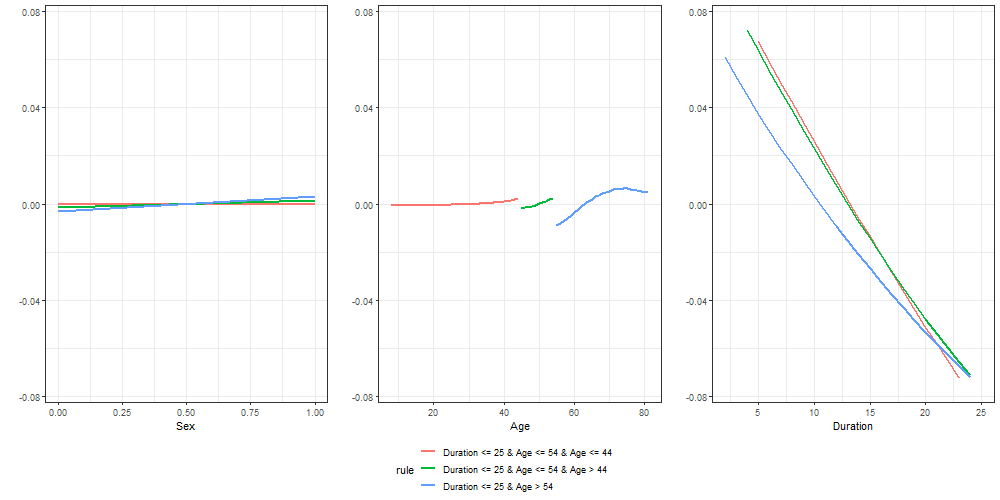 0.08
0.04
0.00
-0.04
-0.08
0.00 0.25 0.50 0.75 1.00
Sex
0.08
0.04
0.00
-0.04
-0.08
20 40 60 80
Age
0.08
0.04
0.00
-0.04
-0.08
5 10 15 20 25
Duration
rule
Duration <= 25 & Age <= 54 & Age <= 44
Duration <= 25 & Age <= 54 & Age > 44
Duration <= 25 & Age > 54